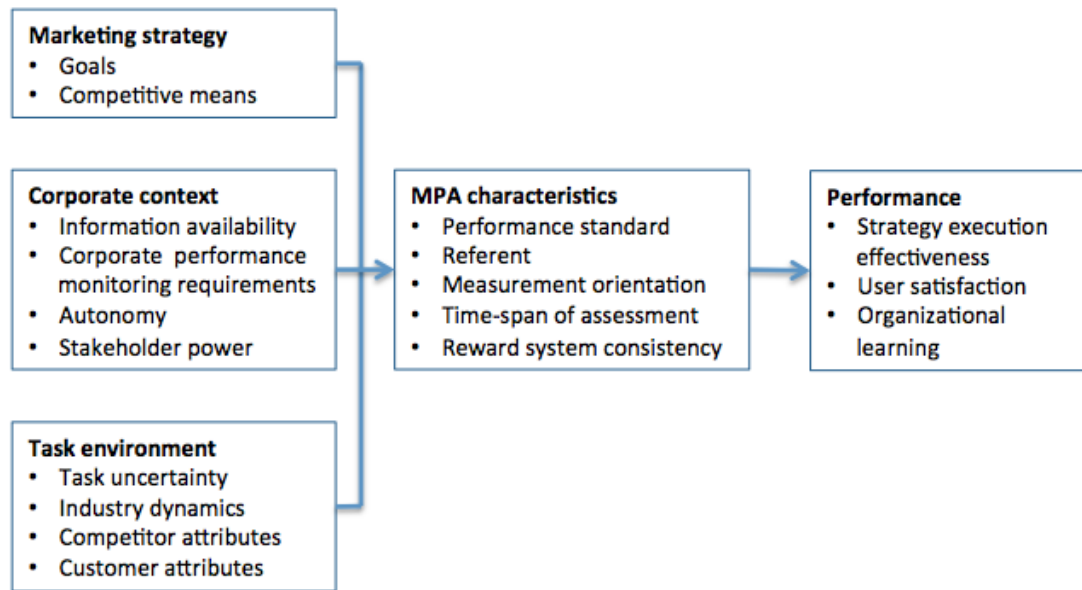 Marketing strategy
• Goals
• Competitive means
Corporate context
• Information availability
• Corporate performance
monitoring requirements
• Autonomy
• Stakeholder power
Task environment
• Task uncertainty
• Industry dynamics
• Competitor attributes
• Customer attributes
MPA characteristics
• Performance standard
• Referent
• Measurement orientation
• Time-span of assessment
• Reward system consistency
Performance
• Strategy execution
effectiveness
• User satisfaction
• Organizational
learning